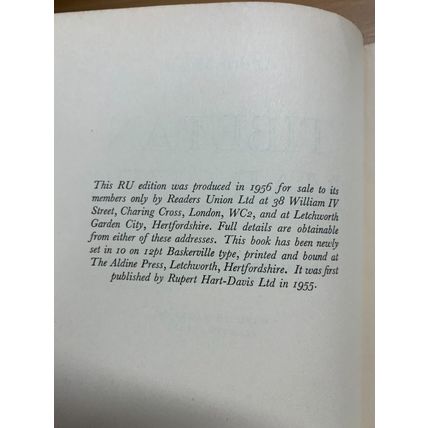 This RU edition was produced in 1956 for sale to its
members only by Readers Union Ltd at 38 William IV
Street, Charing Cross, London, WC2, and at Letchworth
Garden City, Hertfordshire. Full details are obtainable
from either of these addresses. This book has been newly
set in 10 on 12pt Baskerville type, printed and bound at
The Aldine Press, Letchworth, Hertfordshire. It was first
published by Rupert Hart-Davis Ltd in 1955.